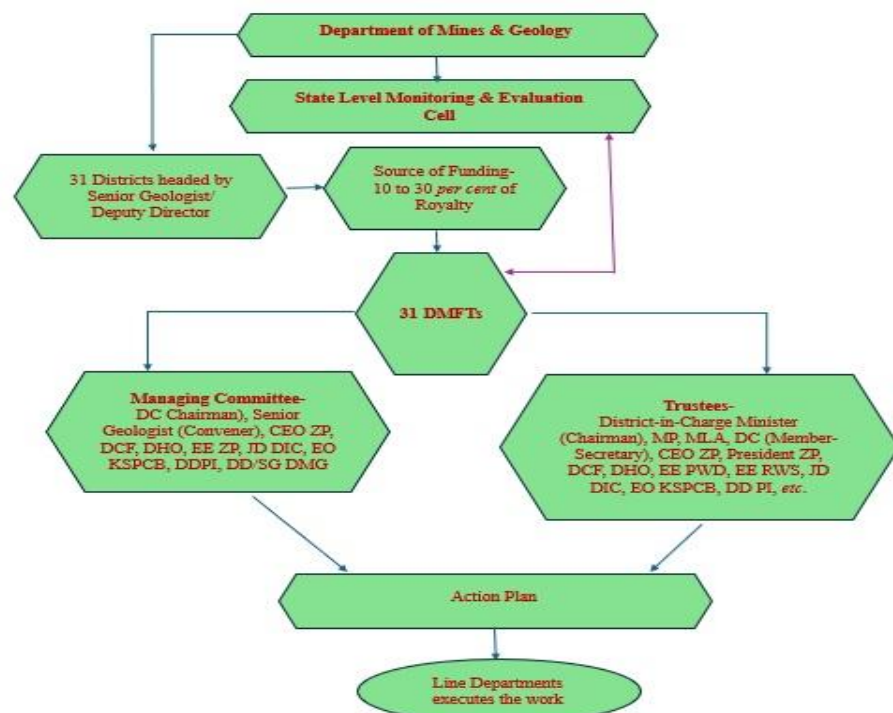 Department of Mines & Geology
State Level Monitoring & Evaluation
Cell
31 Districts headed by
Senior Geologist/
Deputy Director
Source of Funding-
10 to 30 per cent of
Royalty
31 DMFTs
Managing Committee-
DC Chairman), Senior
Geologist (Convener), CEO ZP,
DCF, DHO, EE ZP, JD DIC, EO
KSPCB, DDPI, DD/SG DMG
Trustees-
District-in-Charge Minister
(Chairman), MP, MLA, DC (Member-
Secretary), CEO ZP, President ZP,
DCF, DHO, EE PWD, EE RWS, JD
DIC, EO KSPCB, DD PI, etc.
Action Plan
Line Departments
executes the work